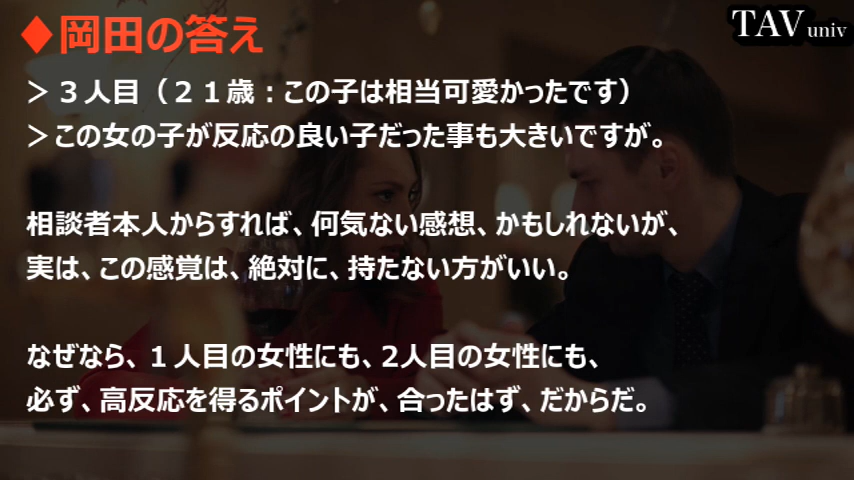 TAV univ
◆岡田の答え
＞３人目（２１歳：この子は相当可愛かったです）
＞この女の子が反応の良い子だった事も大きいですが。
相談者本人からすれば、何気ない感想、かもしれないが、
実は、この感覚は、絶対に、持たない方がいい。
なぜなら、１人目の女性にも、2人目の女性にも、
必ず、高反応を得るポイントが、合ったはず、だからだ。